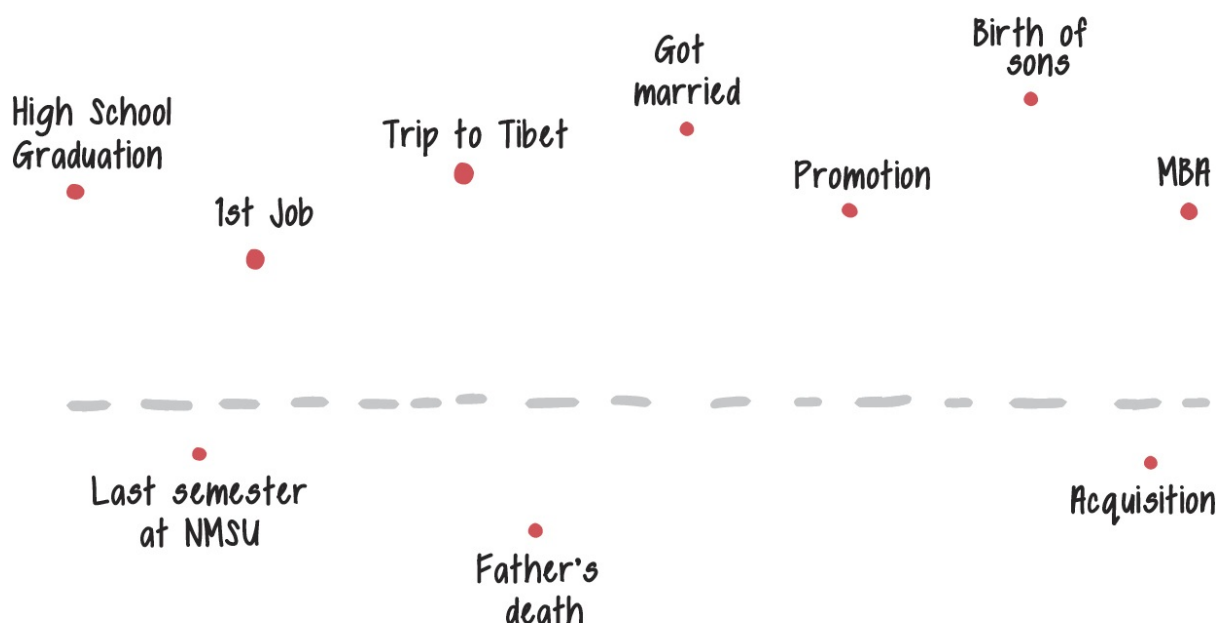 Birth of
sons
Got
married
High School
Graduation
Trip to Tibet
Promotion
MBA
1st Job
Last semester
at NMSU
Acquisition
Father's
death